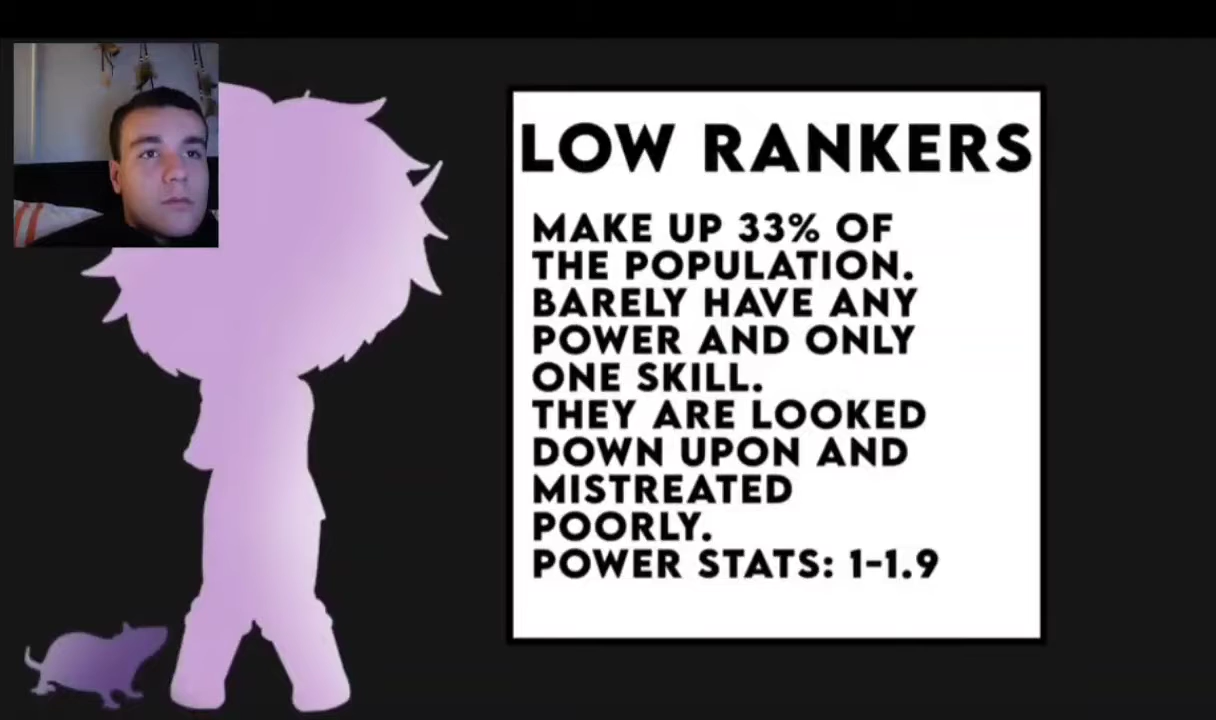 LOW RANKERS
MAKE UP 33% OF
THE POPULATION.
BARELY HAVE ANY
POWER AND ONLY
ONE SKILL.
THEY ARE LOOKED
DOWN UPON AND
MISTREATED
POORLY.
POWER STATS: 1-1.9